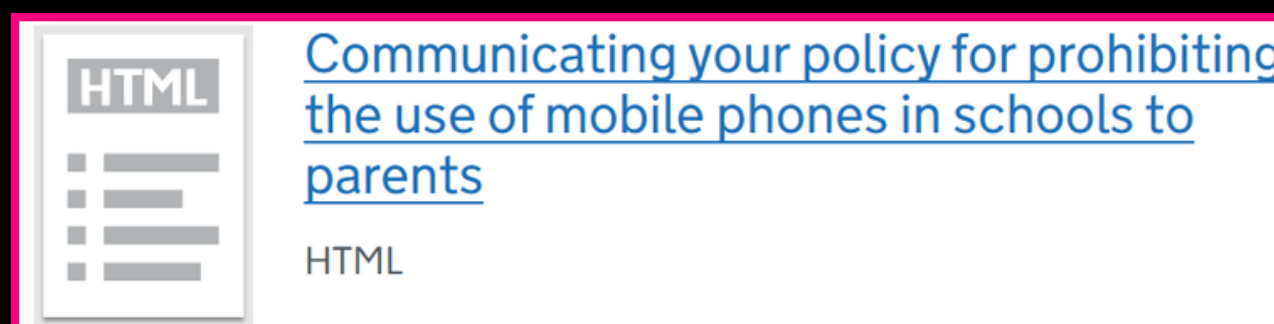 HTML
Communicating your policy for prohibiting
the use of mobile phones in schools to
parents
HTML